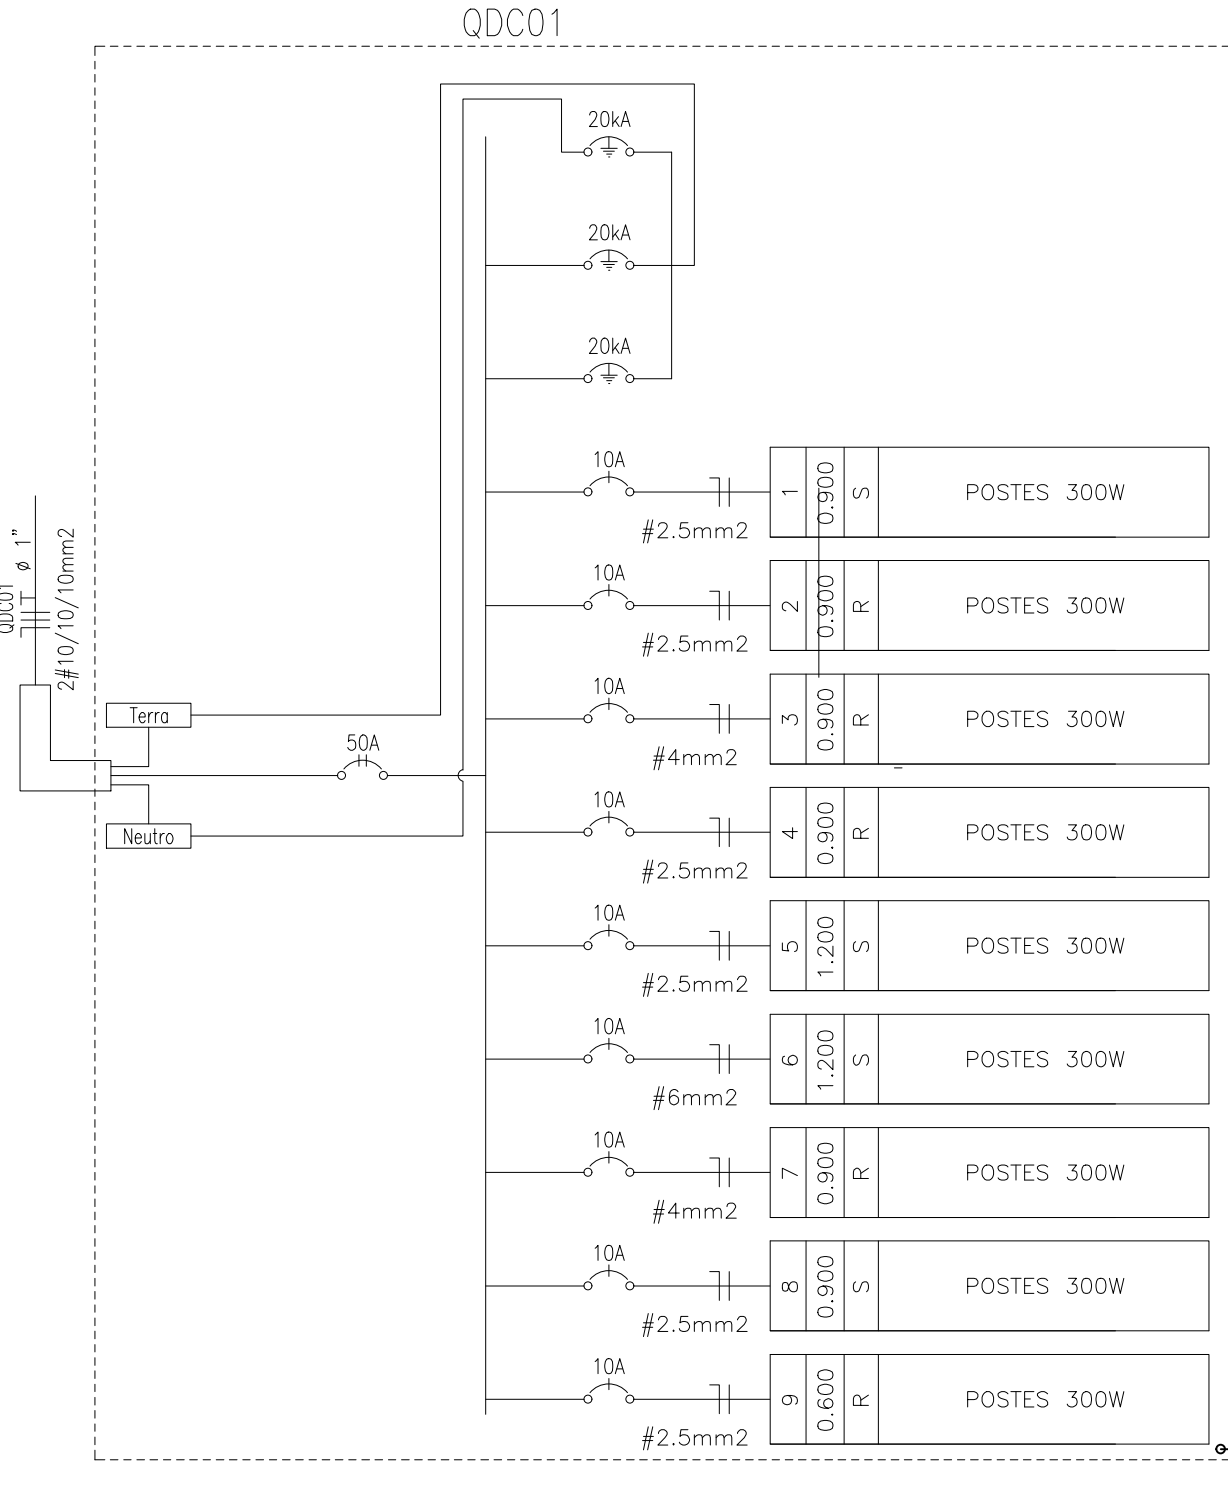 QDC01
20kA
20kA
20kA
10A
#2.5mm2
1
0.900
S
POSTES 300W
10A
#2.5mm2
2
0.900
R
POSTES 300W
QDC01
ø 1"
2#10/10/10mm2
10A
#4mm2
3
0.900
R
POSTES 300W
Terra
50A
Neutro
10A
#2.5mm2
4
0.900
R
POSTES 300W
10A
#2.5mm2
5
1.200
S
POSTES 300W
10A
#6mm2
6
1.200
S
POSTES 300W
10A
#4mm2
7
0.900
R
POSTES 300W
10A
#2.5mm2
8
0.900
S
POSTES 300W
10A
#2.5mm2
9
0.600
R
POSTES 300W